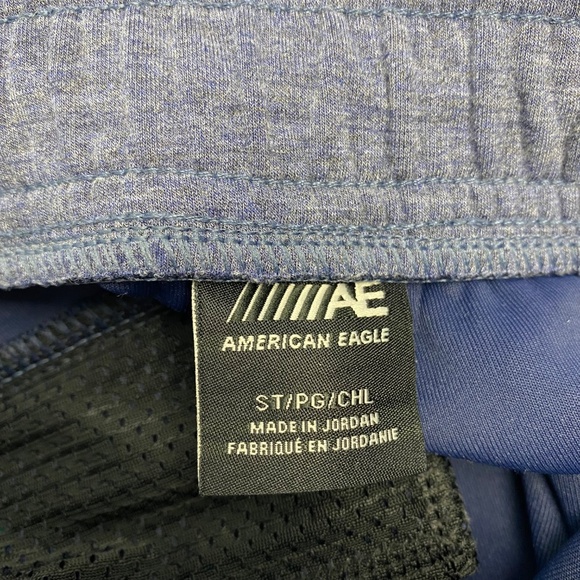 AE
AMERICAN EAGLE
ST/PG/CHL
MADE IN JORDAN
FABRIQUÉ EN JORDANIE